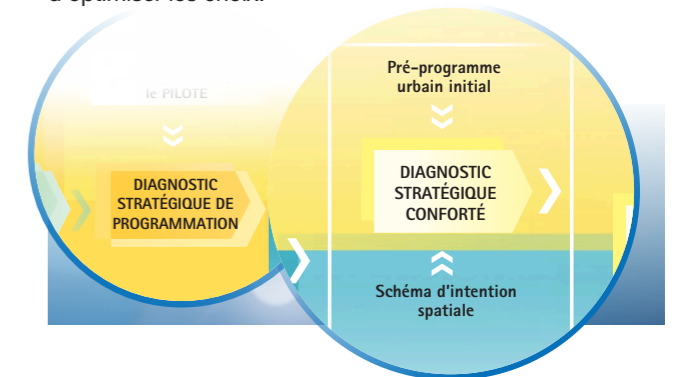 d'optimiser les choix.
le PILOTE
DIAGNOSTIC
STRATÉGIQUE DE
PROGRAMMATION
Pré-programme
urbain initial
DIAGNOSTIC
STRATÉGIQUE
CONFORTÉ
Schéma d'intention
spatiale